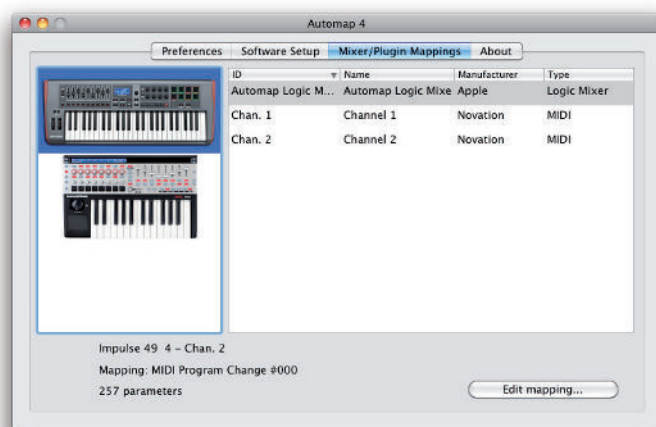 Automap 4
Preferences Software Setup Mixer/Plugin Mappings About
ID Name Manufacturer Type
Automap Logic M... Automap Logic Mixe Apple Logic Mixer
Chan. 1 Channel 1 Novation MIDI
Chan. 2 Channel 2 Novation MIDI
Impulse 49 4 - Chan. 2
Mapping: MIDI Program Change #000
257 parameters
Edit mapping...